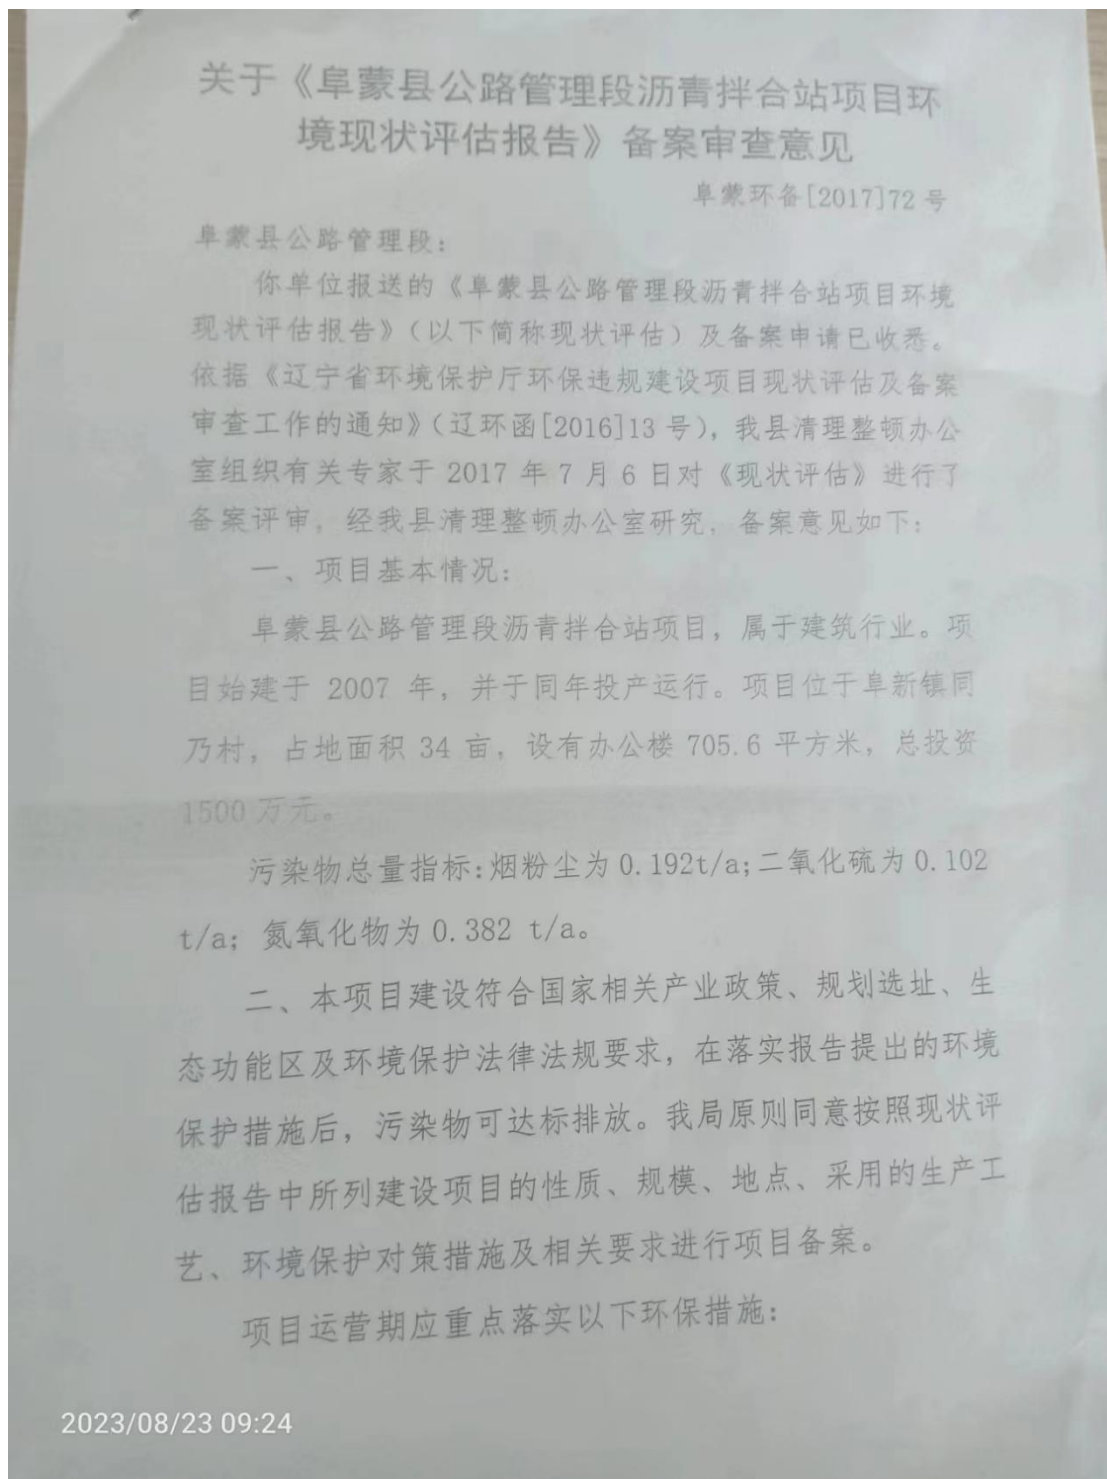 关于《阜蒙县公路管理段沥青拌合站项目环
境现状评估报告》备案审查意见
阜蒙环备[2017]72 号
阜蒙县公路管理段：
你单位报送的《阜蒙县公路管理段沥青拌合站项目环境
现状评估报告》（以下简称现状评估）及备案申请已收悉。
依据《辽宁省环境保护厅环保违规建设项目现状评估及备案
审查工作的通知》（辽环函[2016]13 号），我县清理整顿办公
室组织有关专家于 2017 年 7 月 6 日对《现状评估》进行了
备案评审，经我县清理整顿办公室研究，备案意见如下：
一、项目基本情况：
阜蒙县公路管理段沥青拌合站项目，属于建筑行业。项
目始建于 2007 年，并于同年投产运行。项目位于阜新镇同
乃村，占地面积 34 亩，设有办公楼 705.6 平方米，总投资
1500 万元。
污染物总量指标：烟粉尘为 0.192t/a；二氧化硫为 0.102
t/a；氮氧化物为 0.382 t/a。
二、本项目建设符合国家相关产业政策、规划选址、生
态功能区及环境保护法律法规要求，在落实报告提出的环境
保护措施后，污染物可达标排放。我局原则同意按照现状评
估报告中所列建设项目的性质、规模、地点、采用的生产工
艺、环境保护对策措施及相关要求进行项目备案。
项目运营期应重点落实以下环保措施：
2023/08/23 09:24